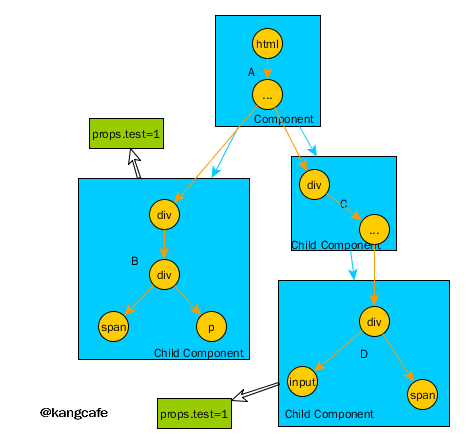 html
A
...
Component
props.test=1
div
C
...
Child Component
div
B
div
span
p
Child Component
div
D
input
span
Child Component
props.test=1
@kangcafe